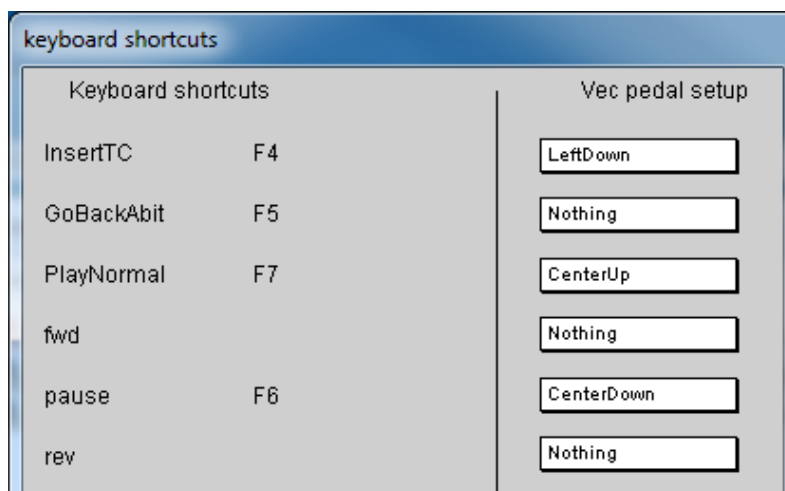 keyboard shortcuts
Keyboard shortcuts Vec pedal setup
InsertTC F4 LeftDown
GoBackAbit F5 Nothing
PlayNormal F7 CenterUp
fwd Nothing
pause F6 CenterDown
rev Nothing